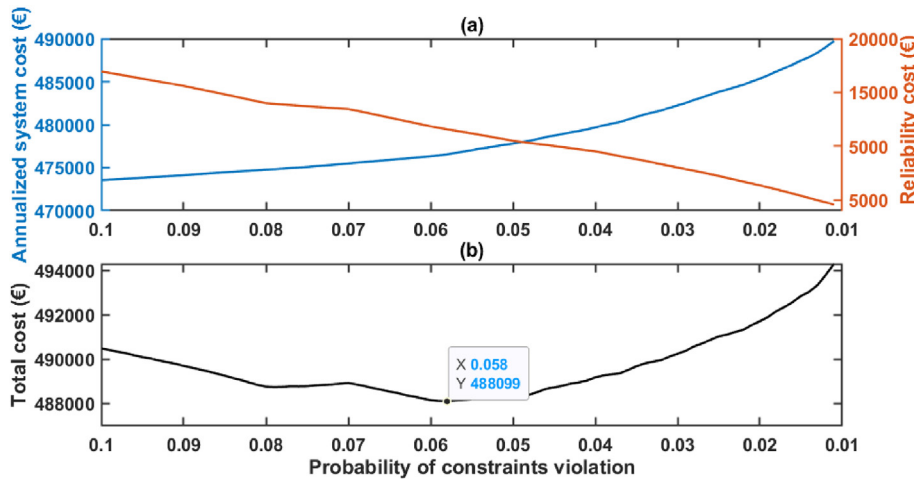 (a)
Annualized system cost (€)
490000
485000
480000
475000
470000
20000
15000
5000
5000
Reliability cost (€)
0.1 0.09 0.08 0.07 0.06 0.05 0.04 0.03 0.02 0.01
(b)
Total cost (€)
494000
492000
490000
488000
X 0.058
Y 488099
0.1 0.09 0.08 0.07 0.06 0.05 0.04 0.03 0.02 0.01
Probability of constraints violation